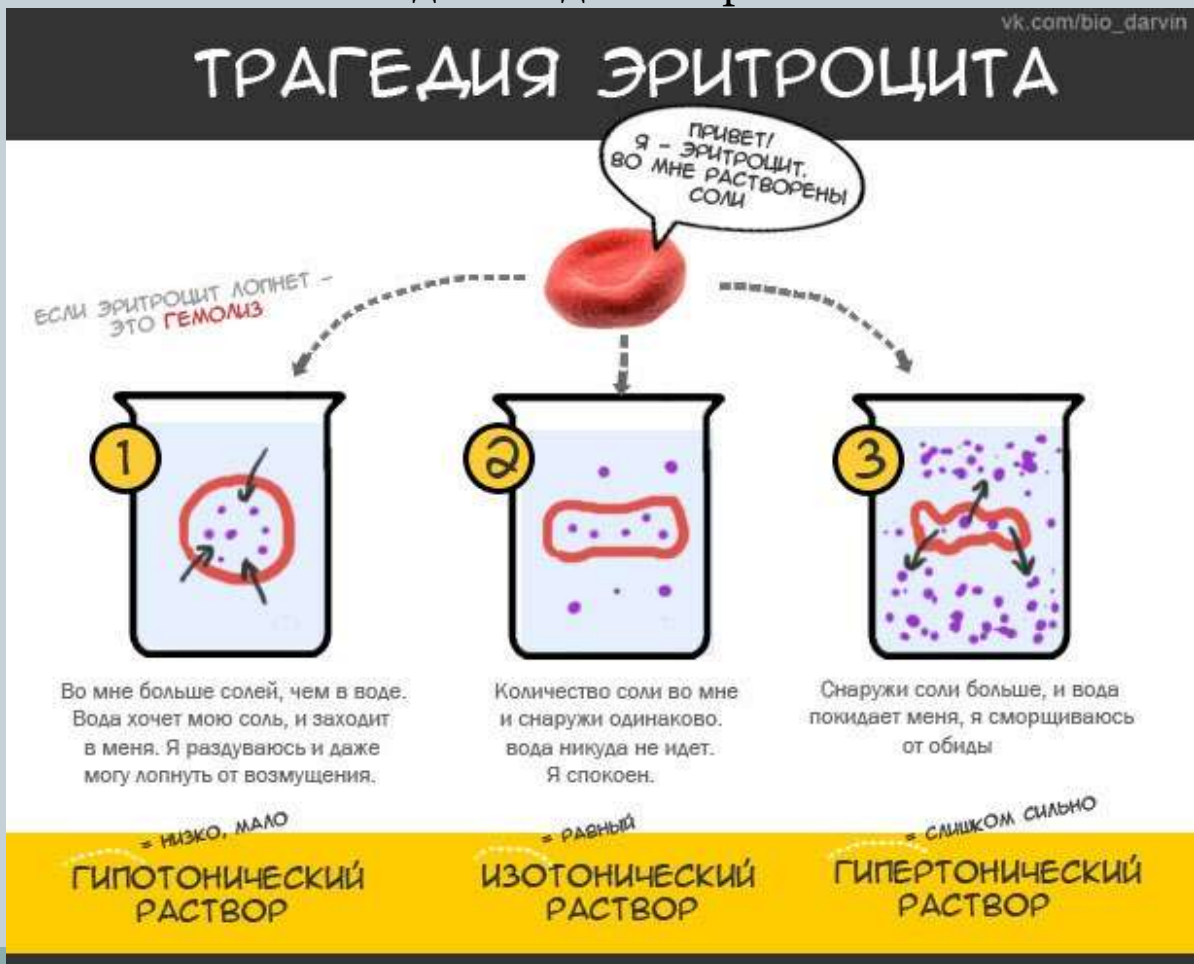 vk.com/bio_darvin
ТРАГЕДИЯ ЭРИТРОЦИТА
ПРИВЕТ!
Я - ЭРИТРОЦИТ.
ВО МНЕ РАСТВОРЕНЫ
СОЛИ
ЕСЛИ ЭРИТРОЦИТ ЛОПНЕТ -
ЭТО ГЕМОЛИЗ
1
2
3
Во мне больше солей, чем в воде.
Вода хочет мою соль, и заходит
в меня. Я раздуваюсь и даже
могу лопнуть от возмущения.
Количество соли во мне
и снаружи одинаково.
вода никуда не идет.
Я спокоен.
Снаружи соли больше, и вода
покидает меня, я сморщиваюсь
от обиды
= НИЗКО, МАЛО
ГИПОТОНИЧЕСКИЙ
РАСТВОР
= РАВНЫЙ
ИЗОТОНИЧЕСКИЙ
РАСТВОР
= СЛИШКОМ СИЛЬНО
ГИПЕРТОНИЧЕСКИЙ
РАСТВОР